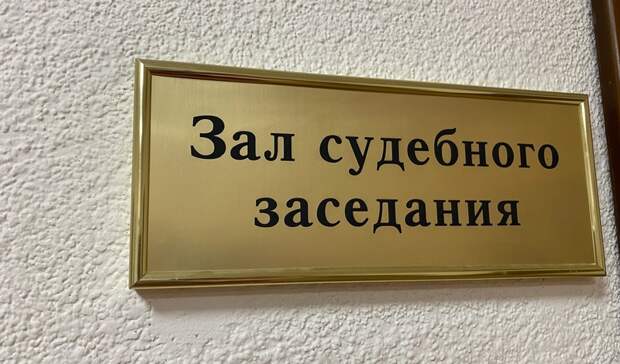 Зал судебного
заседания